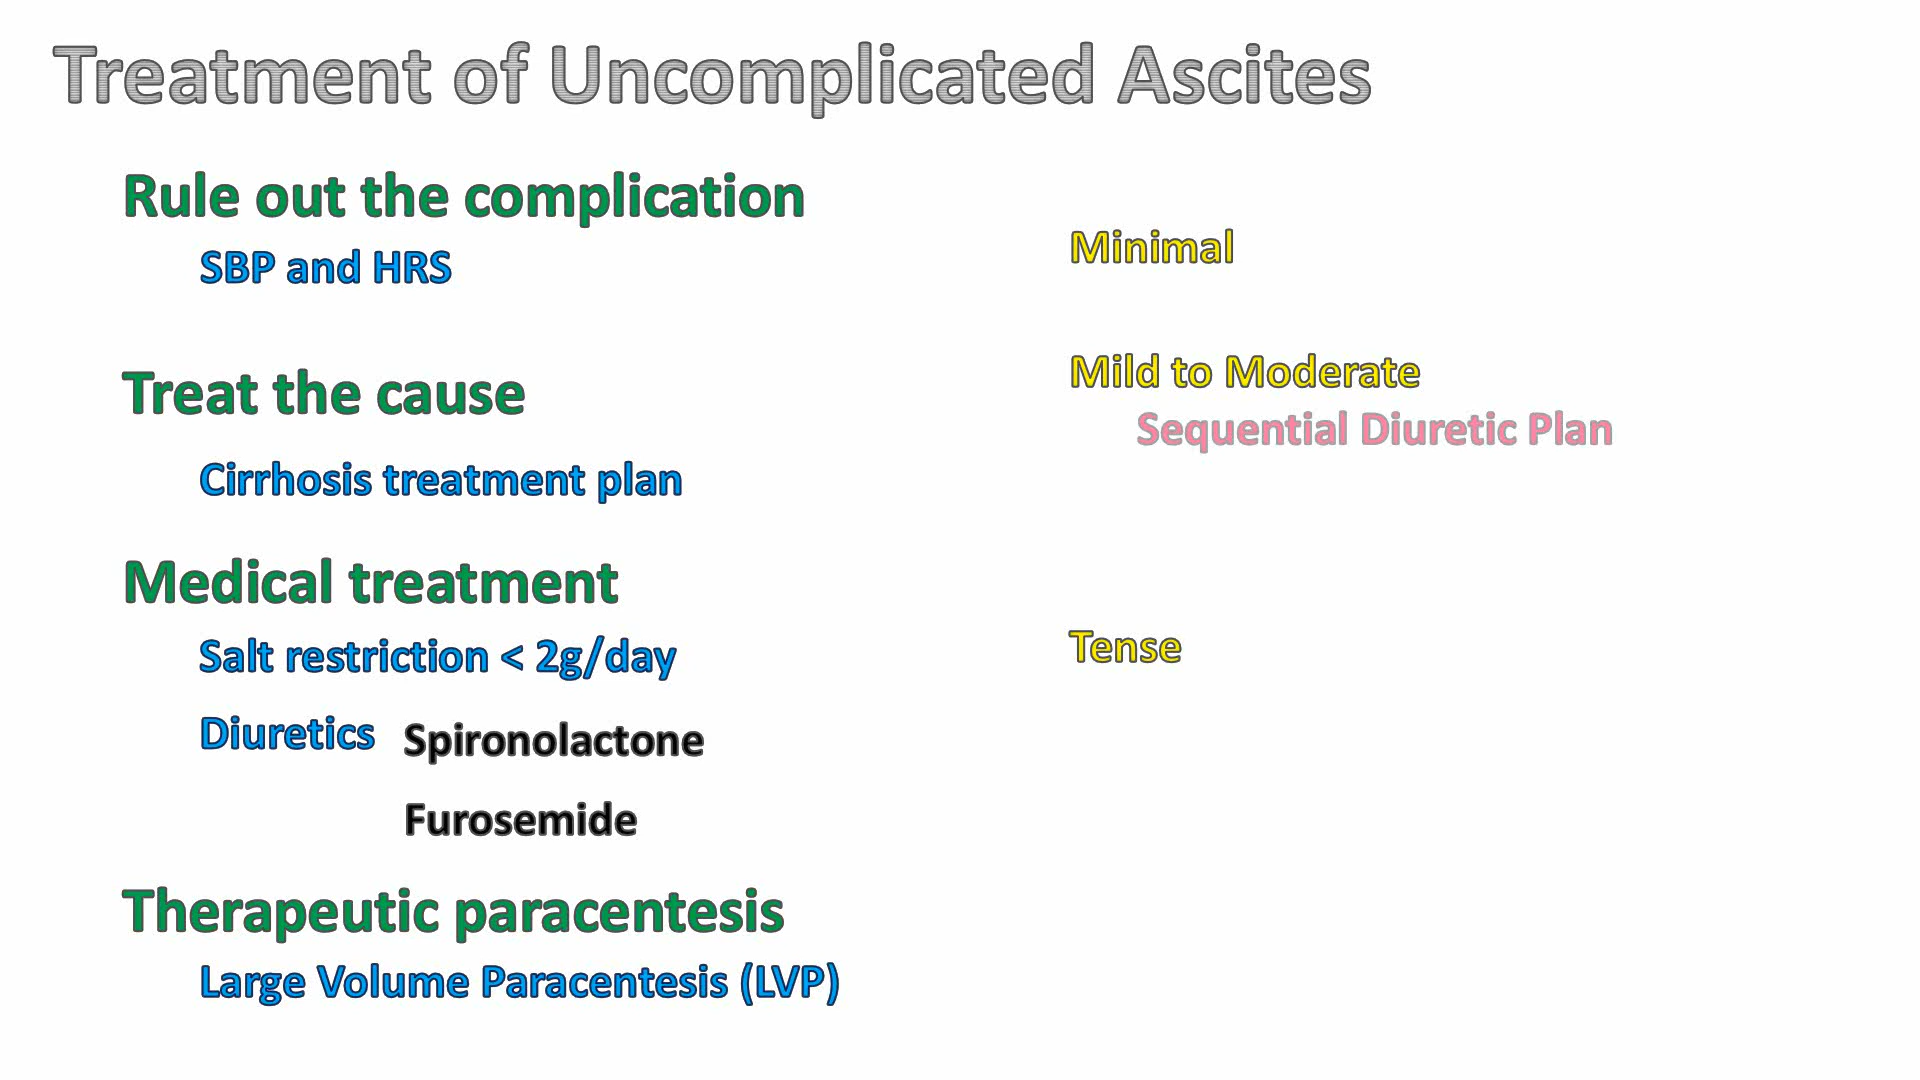 Treatment of Uncomplicated Ascites
Rule out the complication
SBP and HRS
Treat the cause
Cirrhosis treatment plan
Medical treatment
Salt restriction < 2g/day
Diuretics Spironolactone
Furosemide
Therapeutic paracentesis
Large Volume Paracentesis (LVP)
Minimal
Mild to Moderate
Sequential Diuretic Plan
Tense